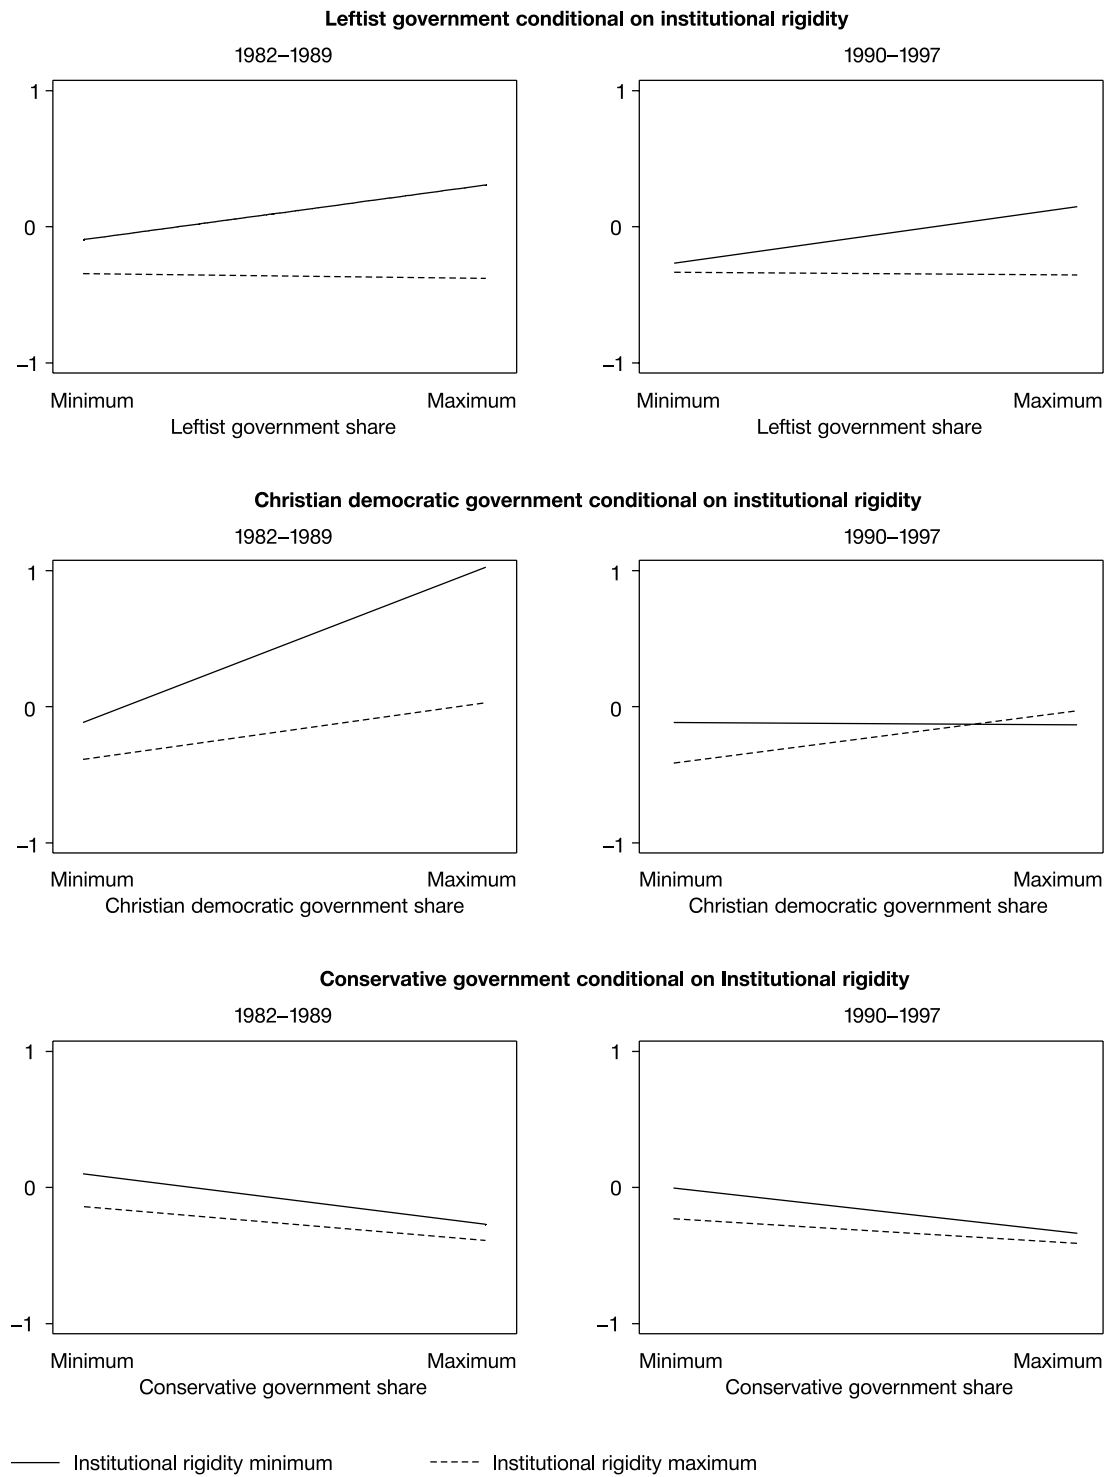 Leftist government conditional on institutional rigidity
1982–1989
1990–1997
1
0
–1
1
0
–1
Minimum
Maximum
Minimum
Maximum
Leftist government share
Leftist government share
Christian democratic government conditional on institutional rigidity
1982–1989
1990–1997
1
0
–1
1
0
–1
Minimum
Maximum
Minimum
Maximum
Christian democratic government share
Christian democratic government share
Conservative government conditional on Institutional rigidity
1982–1989
1990–1997
1
0
–1
1
0
–1
Minimum
Maximum
Minimum
Maximum
Conservative government share
Conservative government share
Institutional rigidity minimum
Institutional rigidity maximum